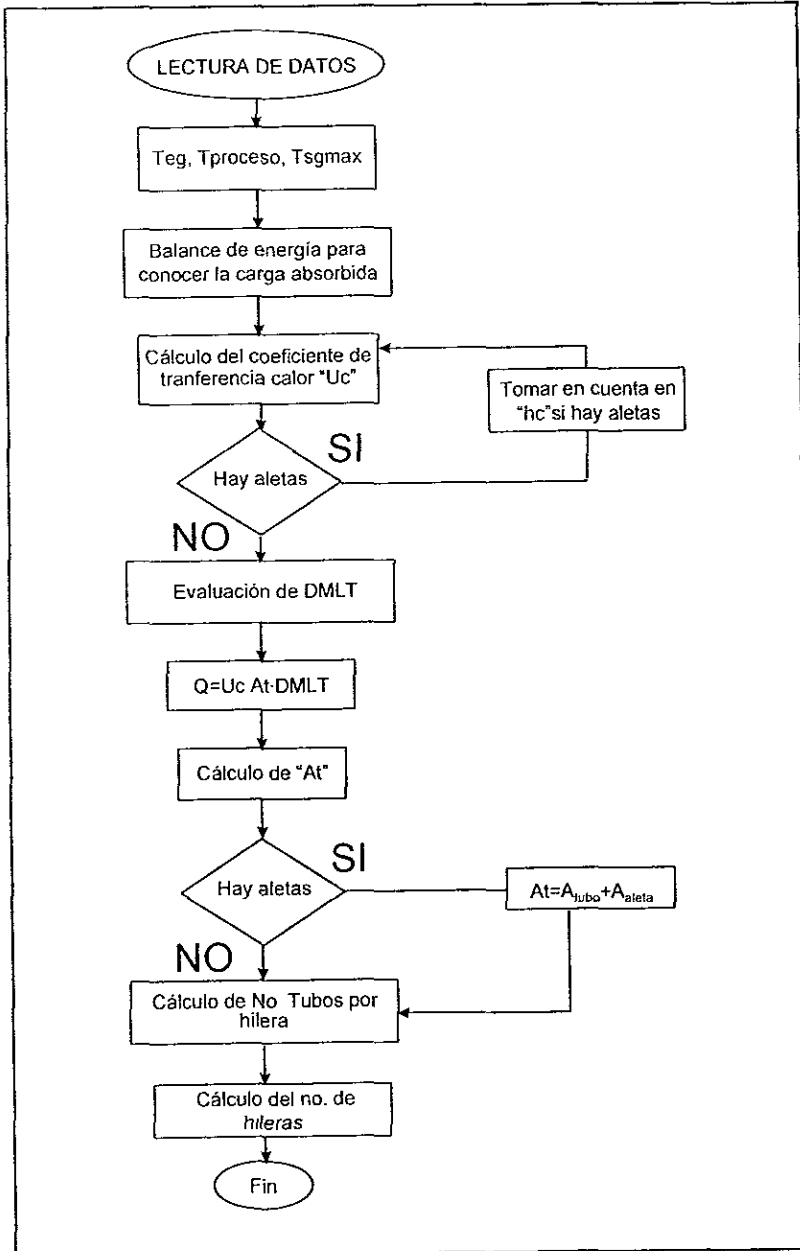 LECTURA DE DATOS
Teg, Tproceso, Tsgmax
Balance de energía para
conocer la carga absorbida
Cálculo del coeficiente de
tranferencia calor "Uc"
Tomar en cuenta en
"hc"si hay aletas
SI
Hay aletas
NO
Evaluación de DMLT
Q=Uc At·DMLT
Cálculo de "At"
SI
Hay aletas
At=Atubo+Aaleta
NO
Cálculo de No Tubos por
hilera
Cálculo del no. de
hileras
Fin